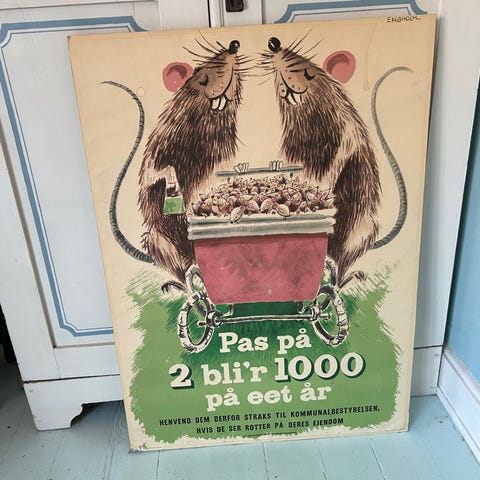 ENGHOLM
Pas på
2 bli'r 1000
på eet år
HENVEND DEM DERFOR STRAKS TIL KOMMUNALBESTYRELSEN,
HVIS DE SER ROTTER PÅ DERES EJENDOM